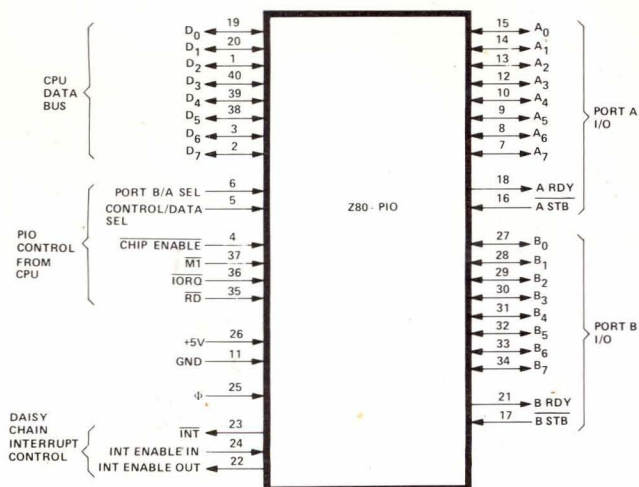 CPU
DATA
BUS
19 D0
20 D1
1 D2
40 D3
39 D4
38 D5
3 D6
2 D7
PIO
CONTROL
FROM
CPU
PORT B/A SEL 6
CONTROL/DATA
SEL 5
CHIP ENABLE 4
M1 37
IORQ 36
RD 35
+5V 26
GND 11
Φ 25
DAISY
CHAIN
INTERRUPT
CONTROL
INT 23
INT ENABLE IN 24
INT ENABLE OUT 22
Z80 - PIO
15 A0
14 A1
13 A2
12 A3
10 A4
9 A5
8 A6
7 A7
18 A RDY
16 A STB
PORT A
I/O
27 B0
28 B1
29 B2
30 B3
31 B4
32 B5
33 B6
34 B7
21 B RDY
17 B STB
PORT B
I/O